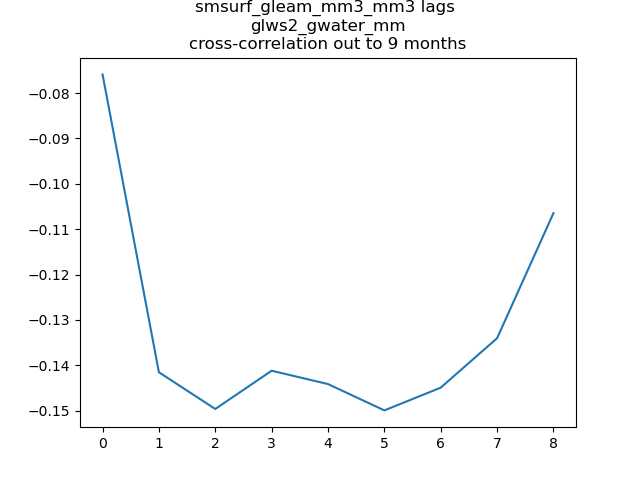 smsurf_gleam_mm3_mm3 lags
glws2_gwater_mm
cross-correlation out to 9 months
−0.08
−0.09
−0.10
−0.11
−0.12
−0.13
−0.14
−0.15
0 1 2 3 4 5 6 7 8